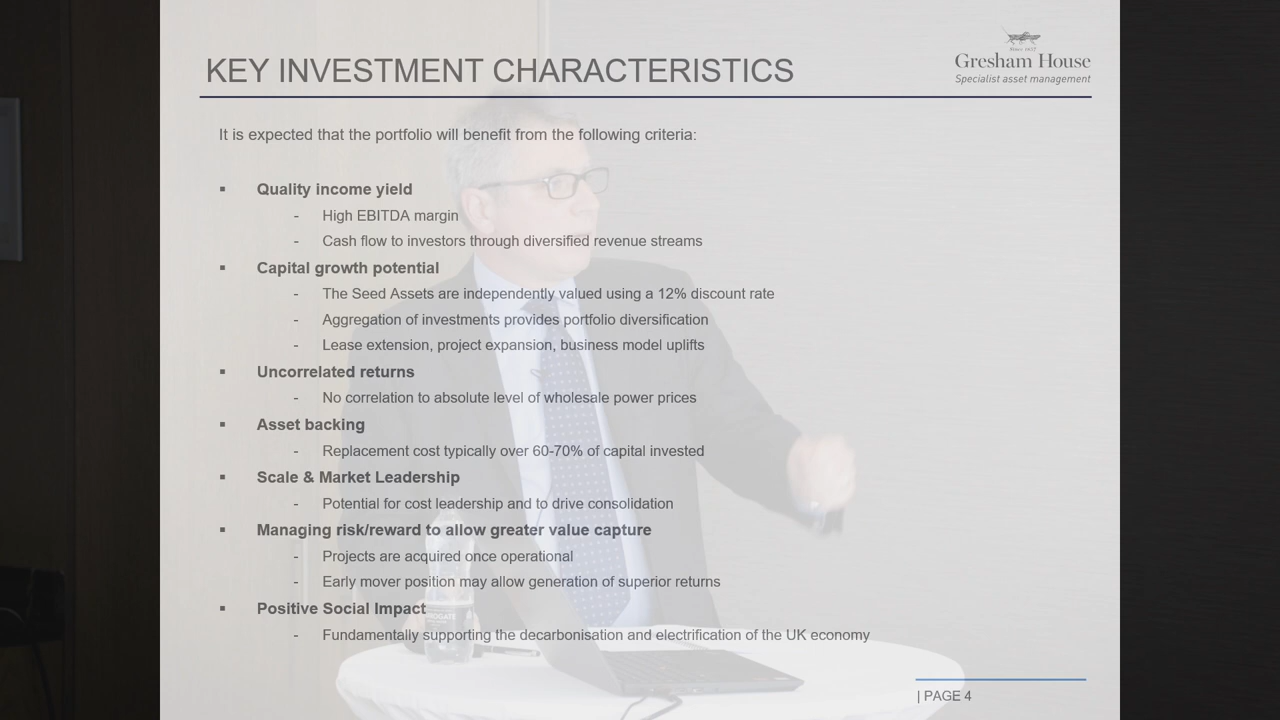 KEY INVESTMENT CHARACTERISTICS
Since 1857
Gresham House
Specialist asset management
It is expected that the portfolio will benefit from the following criteria:
▪ Quality income yield
- High EBITDA margin
- Cash flow to investors through diversified revenue streams
▪ Capital growth potential
- The Seed Assets are independently valued using a 12% discount rate
- Aggregation of investments provides portfolio diversification
- Lease extension, project expansion, business model uplifts
▪ Uncorrelated returns
- No correlation to absolute level of wholesale power prices
▪ Asset backing
- Replacement cost typically over 60-70% of capital invested
▪ Scale & Market Leadership
- Potential for cost leadership and to drive consolidation
▪ Managing risk/reward to allow greater value capture
- Projects are acquired once operational
- Early mover position may allow generation of superior returns
▪ Positive Social Impact
- Fundamentally supporting the decarbonisation and electrification of the UK economy
| PAGE 4